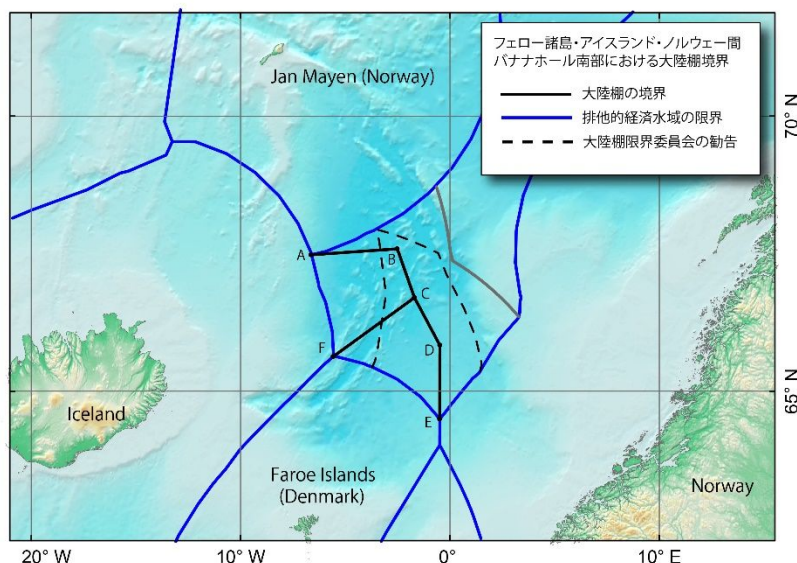 フェロー諸島・アイスランド・ノルウェー間
バナナホール南部における大陸棚境界
大陸棚の境界
排他的経済水域の限界
大陸棚限界委員会の勧告
Jan Mayen (Norway)
70° N
A
B
C
D
E
F
65° N
Iceland
Faroe Islands
(Denmark)
Norway
20° W
10° W
0°
10° E